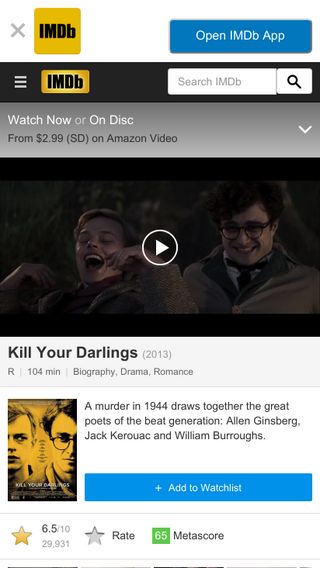 IMDb
Open IMDb App
IMDb
Search IMDb
Watch Now or On Disc
From $2.99 (SD) on Amazon Video
Kill Your Darlings (2013)
R | 104 min | Biography, Drama, Romance
A murder in 1944 draws together the great
poets of the beat generation: Allen Ginsberg,
Jack Kerouac and William Burroughs.
KILL YOUR DARLINGS
+ Add to Watchlist
6.5/10
29,931
Rate
65 Metascore